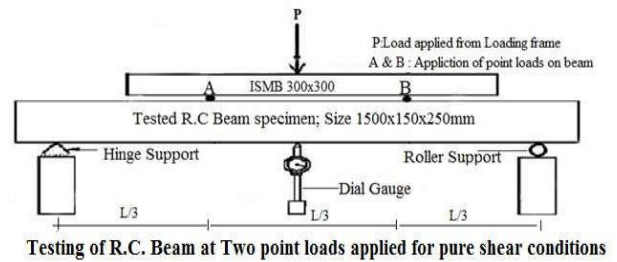 P
P:Load applied from Loading frame
A & B : Appliction of point loads on beam
A ISMB 300x300 B
Tested R.C Beam specimen; Size 1500x150x250mm
Hinge Support
Roller Support
Dial Gauge
L/3 L/3 L/3
Testing of R.C. Beam at Two point loads applied for pure shear conditions